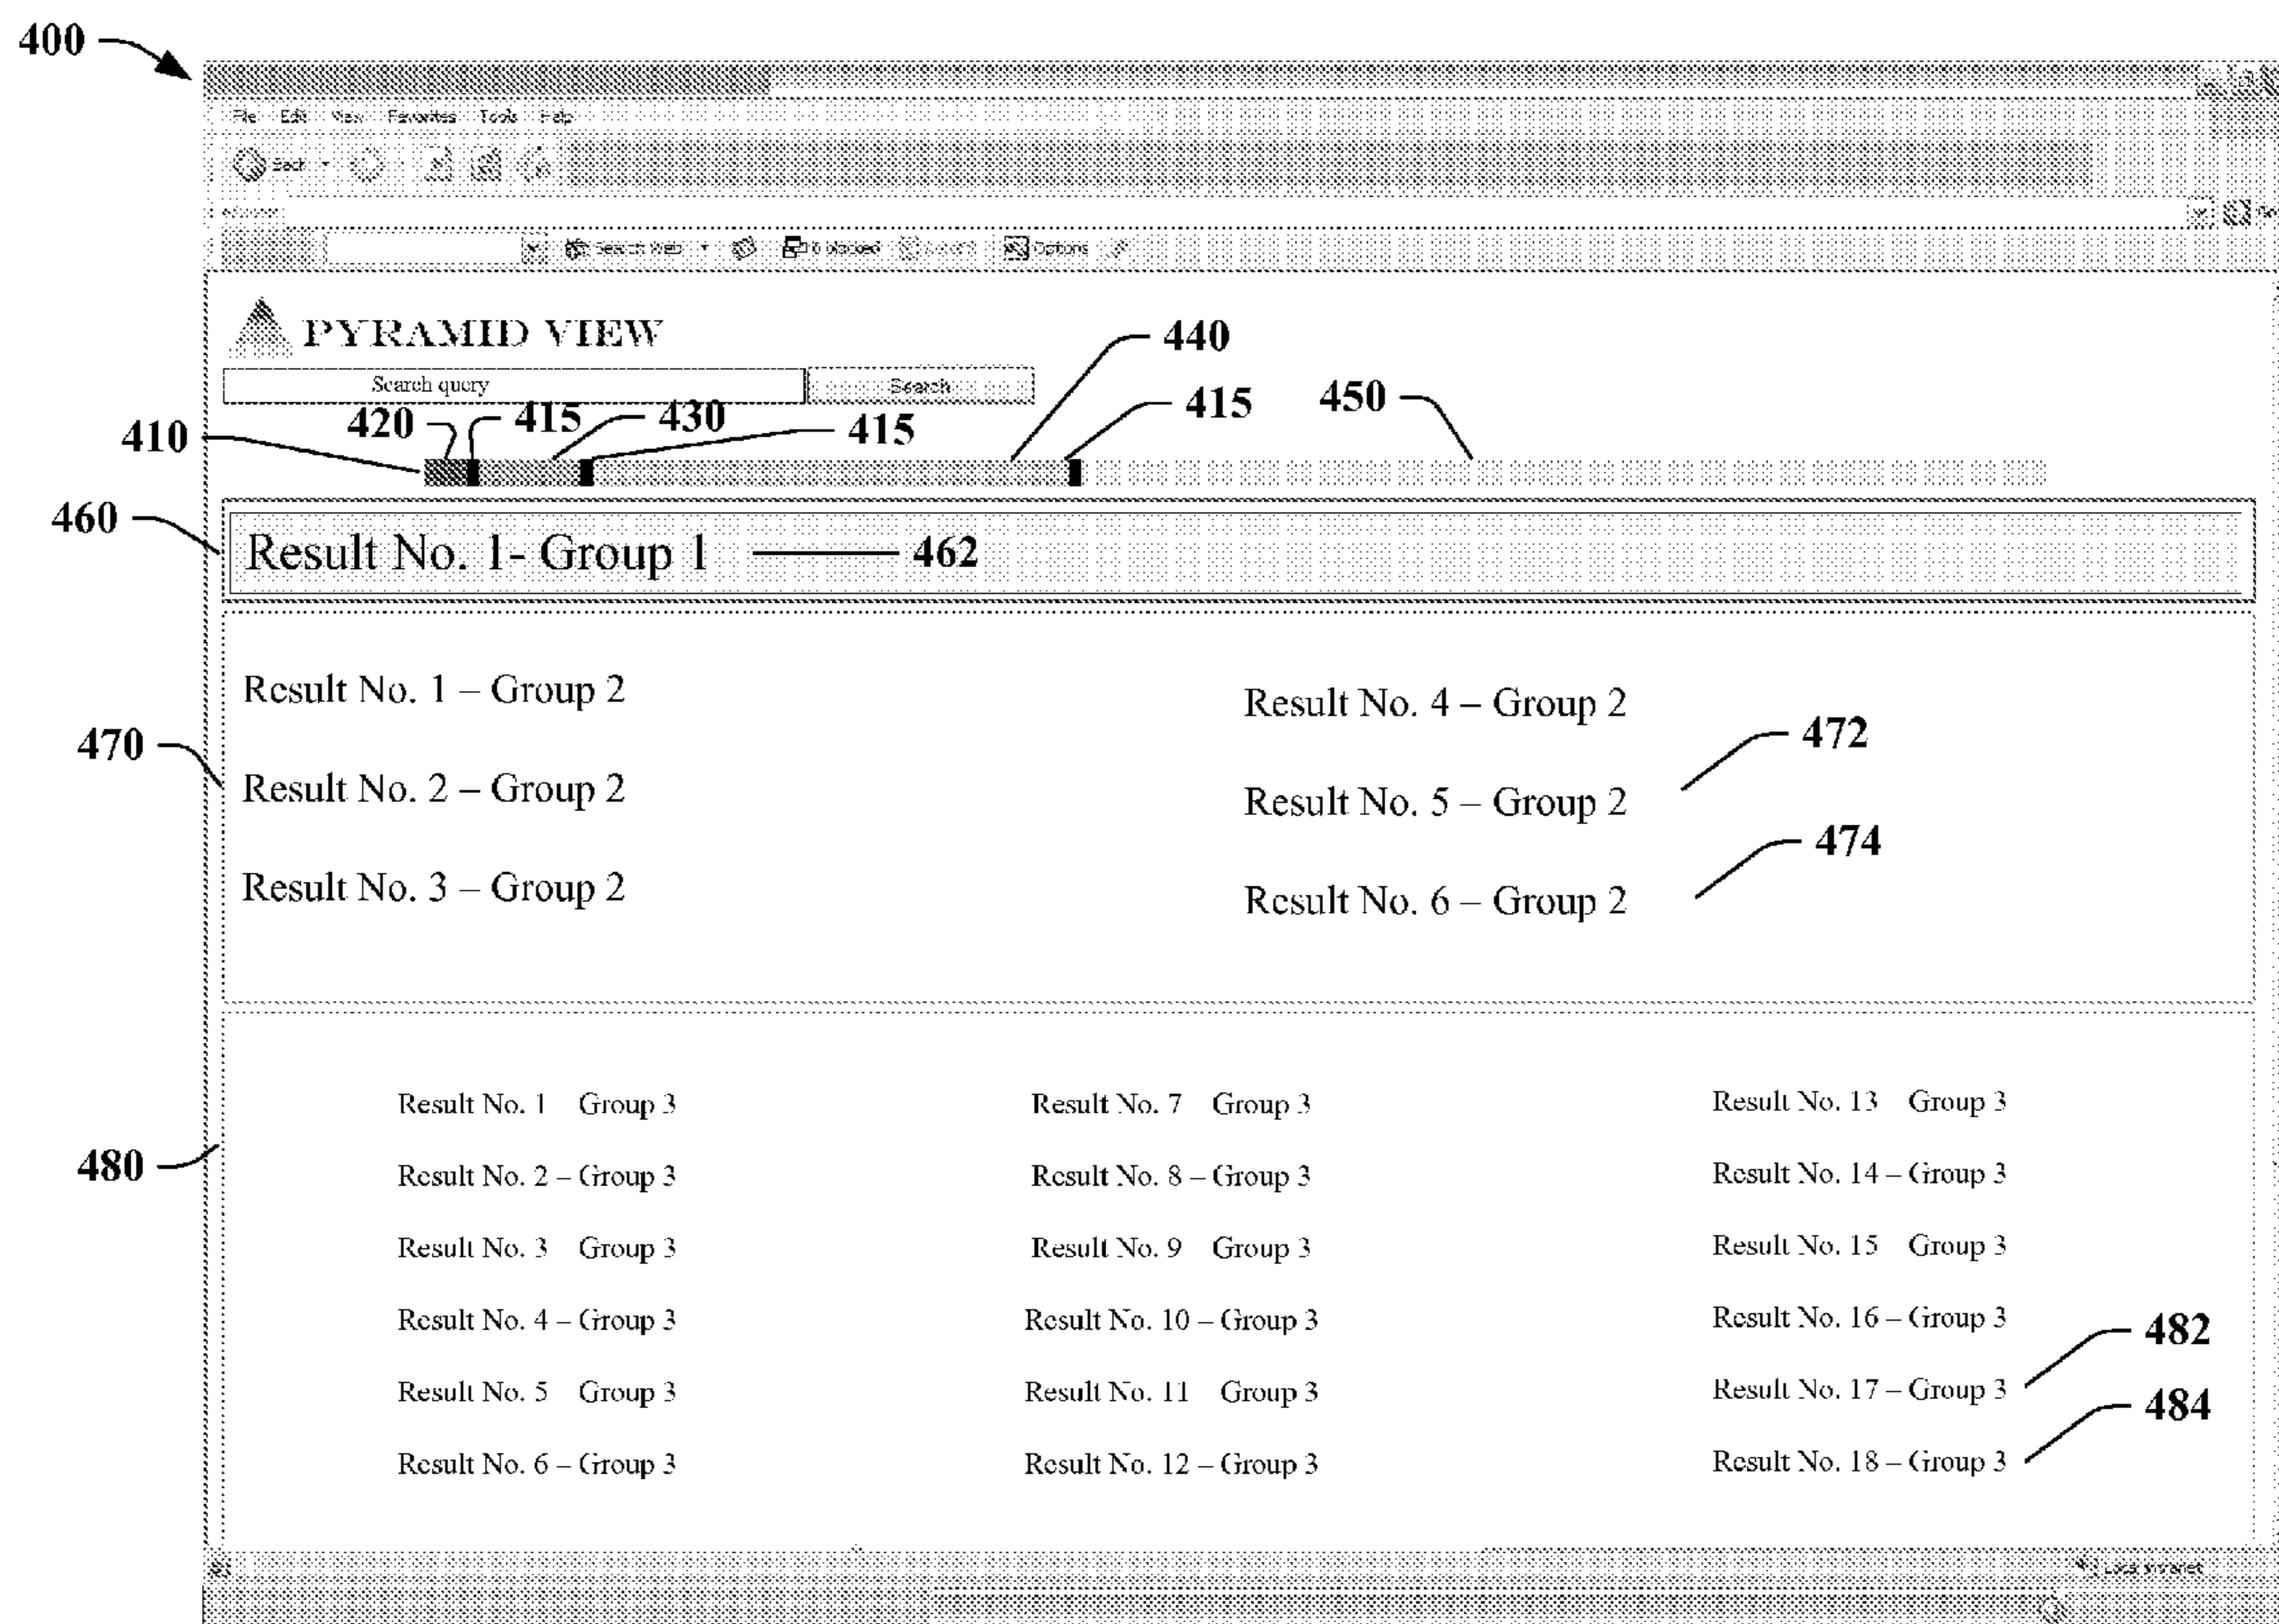 400
File Edit View Favorites Tools Help
Back
Search Web blocked Options
PYRAMID VIEW
440
Search query Search
420 415 430 415 415 450
410
460
Result No. 1- Group 1 462
Result No. 1 – Group 2 Result No. 4 – Group 2
472
470
Result No. 2 – Group 2 Result No. 5 – Group 2
474
Result No. 3 – Group 2 Result No. 6 – Group 2
Result No. 1 Group 3 Result No. 7 Group 3 Result No. 13 Group 3
480
Result No. 2 – Group 3 Result No. 8 – Group 3 Result No. 14 – Group 3
Result No. 3 Group 3 Result No. 9 Group 3 Result No. 15 Group 3
Result No. 4 – Group 3 Result No. 10 – Group 3 Result No. 16 – Group 3
482
Result No. 5 Group 3 Result No. 11 Group 3 Result No. 17 – Group 3
484
Result No. 6 – Group 3 Result No. 12 – Group 3 Result No. 18 – Group 3
Local intranet